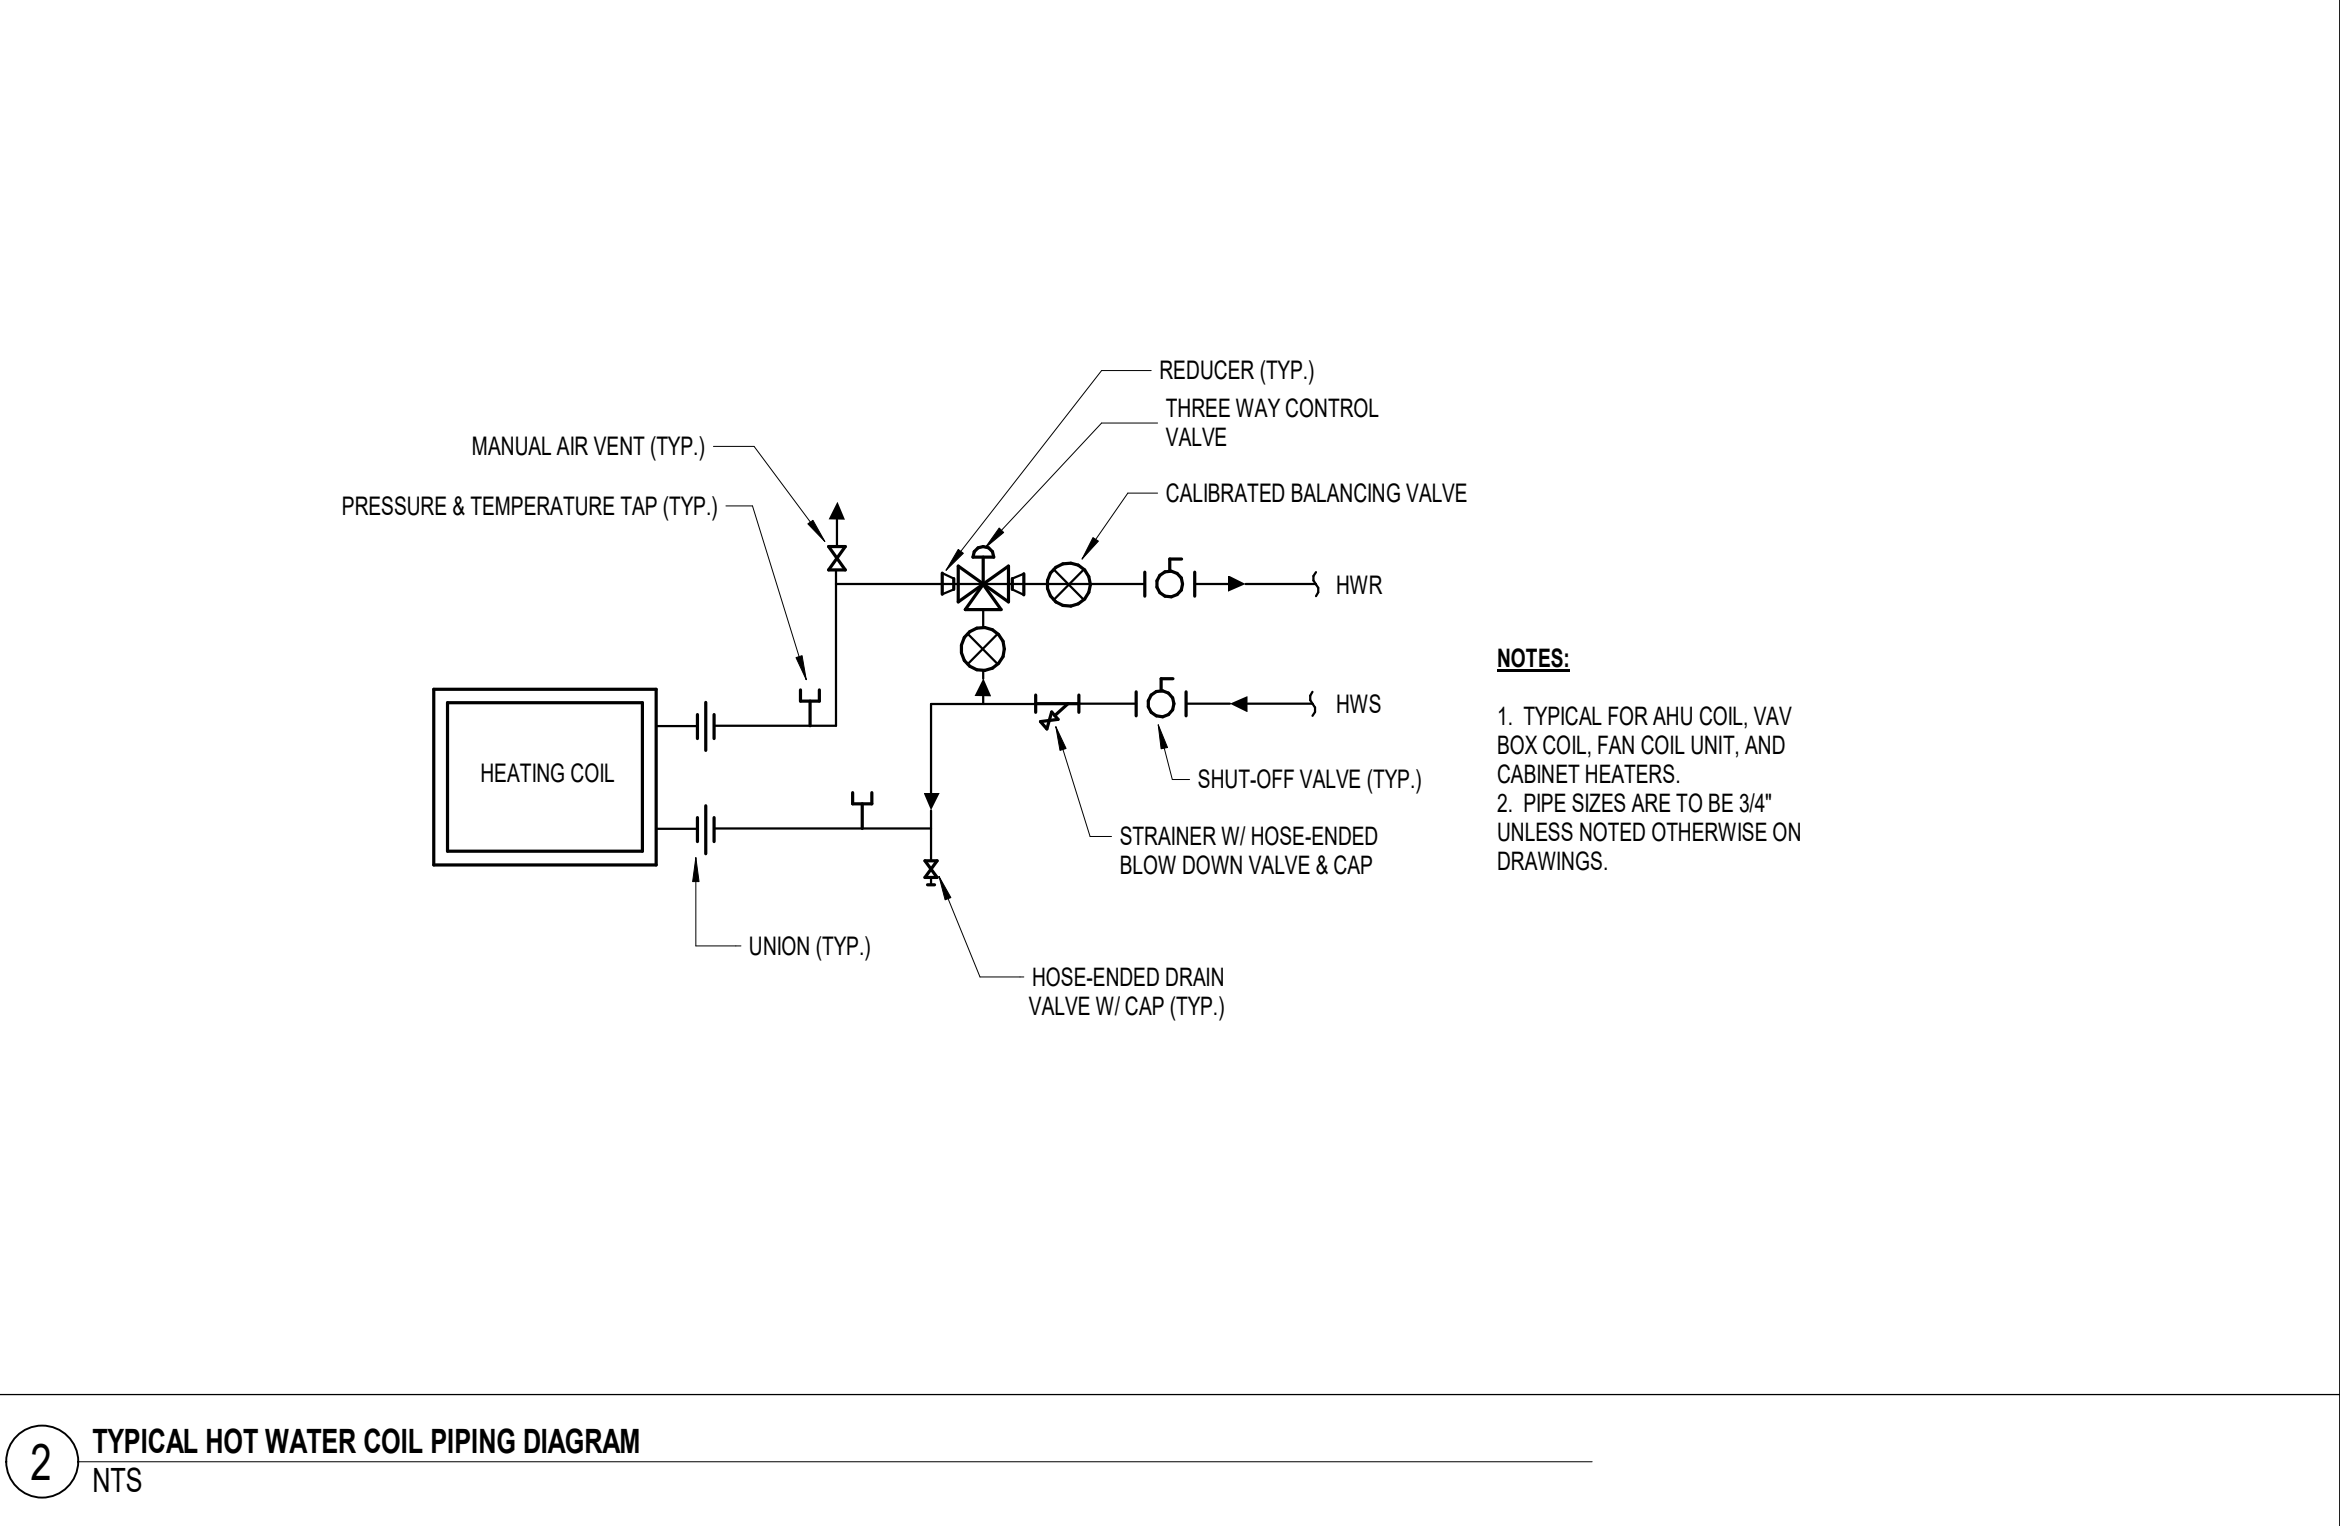 REDUCER (TYP.)
THREE WAY CONTROL
VALVE
MANUAL AIR VENT (TYP.)
CALIBRATED BALANCING VALVE
PRESSURE & TEMPERATURE TAP (TYP.)
HWR
NOTES:
HWS
1. TYPICAL FOR AHU COIL, VAV
BOX COIL, FAN COIL UNIT, AND
CABINET HEATERS.
2. PIPE SIZES ARE TO BE 3/4"
UNLESS NOTED OTHERWISE ON
DRAWINGS.
HEATING COIL
SHUT-OFF VALVE (TYP.)
STRAINER W/ HOSE-ENDED
BLOW DOWN VALVE & CAP
UNION (TYP.)
HOSE-ENDED DRAIN
VALVE W/ CAP (TYP.)
2
TYPICAL HOT WATER COIL PIPING DIAGRAM
NTS